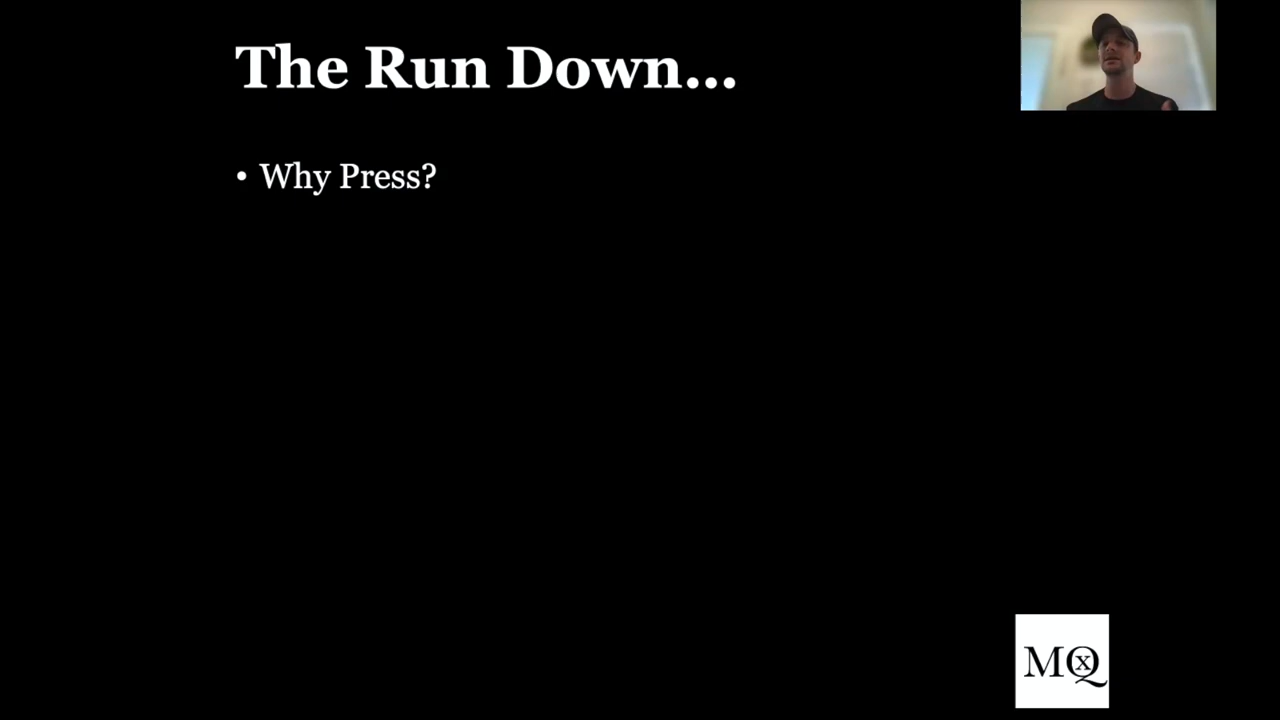 The Run Down...
• Why Press?
MQx